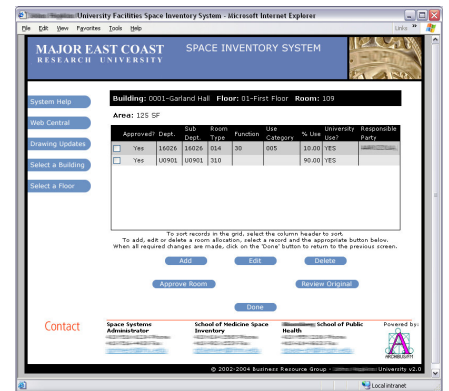 University Facilities Space Inventory System - Microsoft Internet Explorer
File Edit View Favorites Tools Help Links
MAJOR EAST COAST
RESEARCH UNIVERSITY
SPACE INVENTORY SYSTEM
System Help
Web Central
Drawing Updates
Select a Building
Select a Floor
Building: 0001-Garland Hall Floor: 01-First Floor Room: 109
Area: 125 SF
Approved? Dept. Sub Dept. Room Type Function Use Category % Use University Use? Responsible Party
Yes 16026 16026 014 30 005 10.00 YES
Yes U0901 U0901 310 90.00 YES
To sort records in the grid, select the column header to sort.
To add, edit or delete a room allocation, select a record and the appropriate button below.
When all required changes are made, click on the 'Done' button to return to the previous screen.
Add Edit Delete
Approve Room Review Original
Done
Contact
Space Systems Administrator
School of Medicine Space Inventory
School of Public Health
Powered by:
ARCHIBUS/FM
© 2002-2004 Business Resource Group - University v2.0
Local intranet